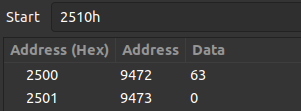 Start 2510h
Address (Hex) Address Data
2500 9472 63
2501 9473 0